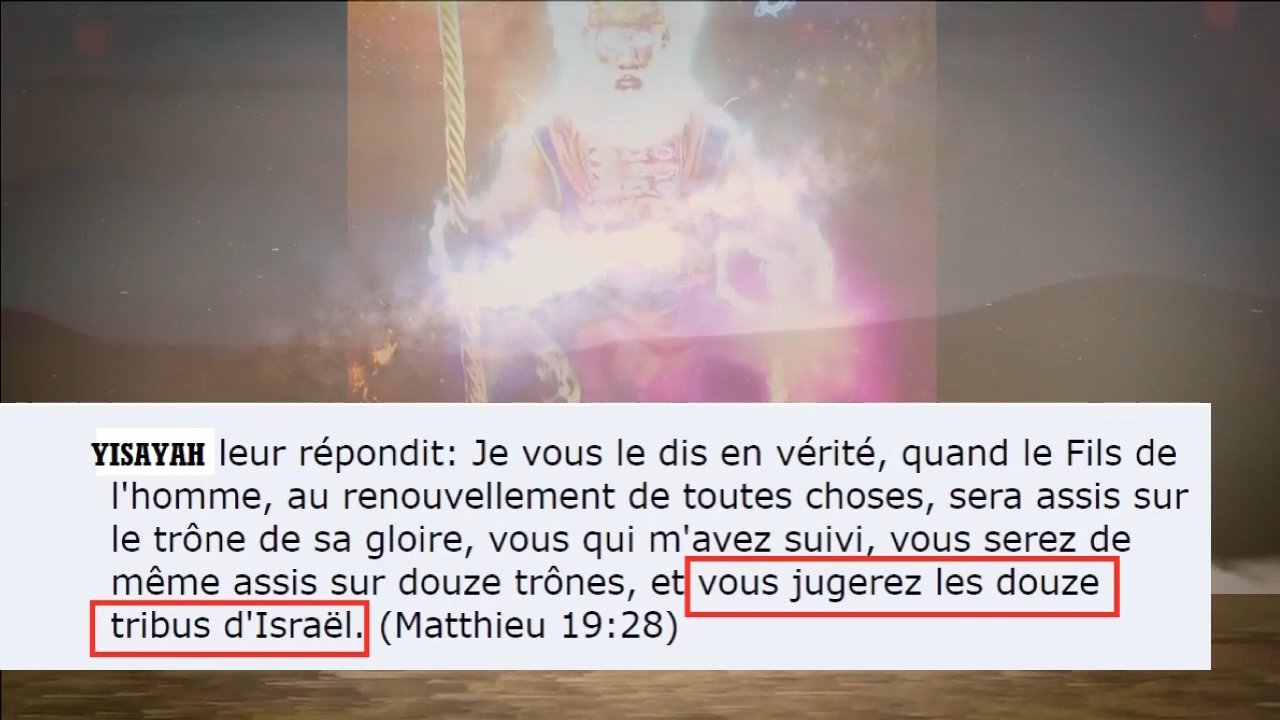 YISAYAH leur répondit: Je vous le dis en vérité, quand le Fils de
l'homme, au renouvellement de toutes choses, sera assis sur
le trône de sa gloire, vous qui m'avez suivi, vous serez de
même assis sur douze trônes, et vous jugerez les douze
tribus d'Israël. (Matthieu 19:28)